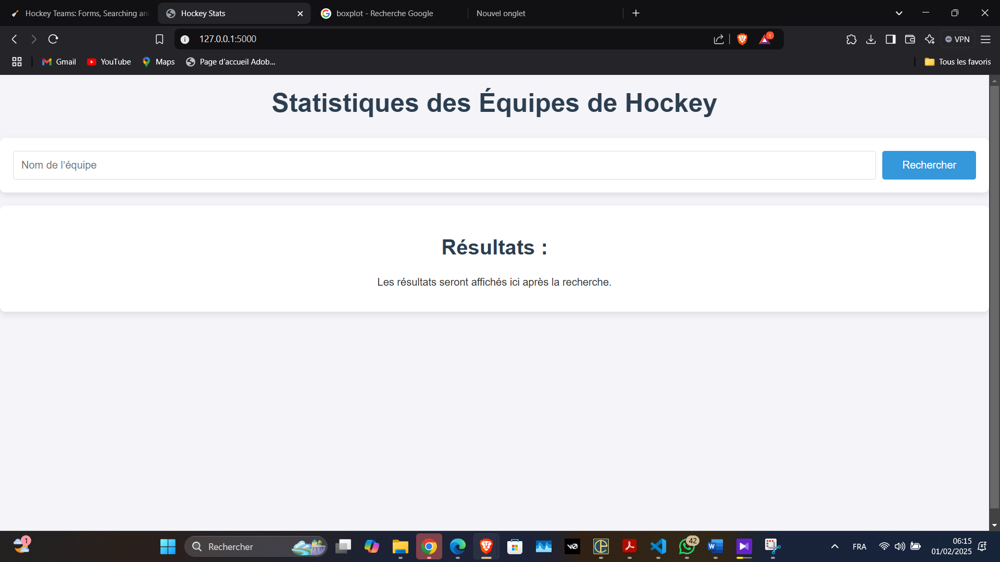 Hockey Teams: Forms, Searching an
Hockey Stats
boxplot - Recherche Google
Nouvel onglet
127.0.0.1:5000
1
VPN
Gmail
YouTube
Maps
Page d'accueil Adob...
Tous les favoris
Statistiques des Équipes de Hockey
Nom de l'équipe
Rechercher
Résultats :
Les résultats seront affichés ici après la recherche.
1
Rechercher
v0
42
FRA
06:15
01/02/2025